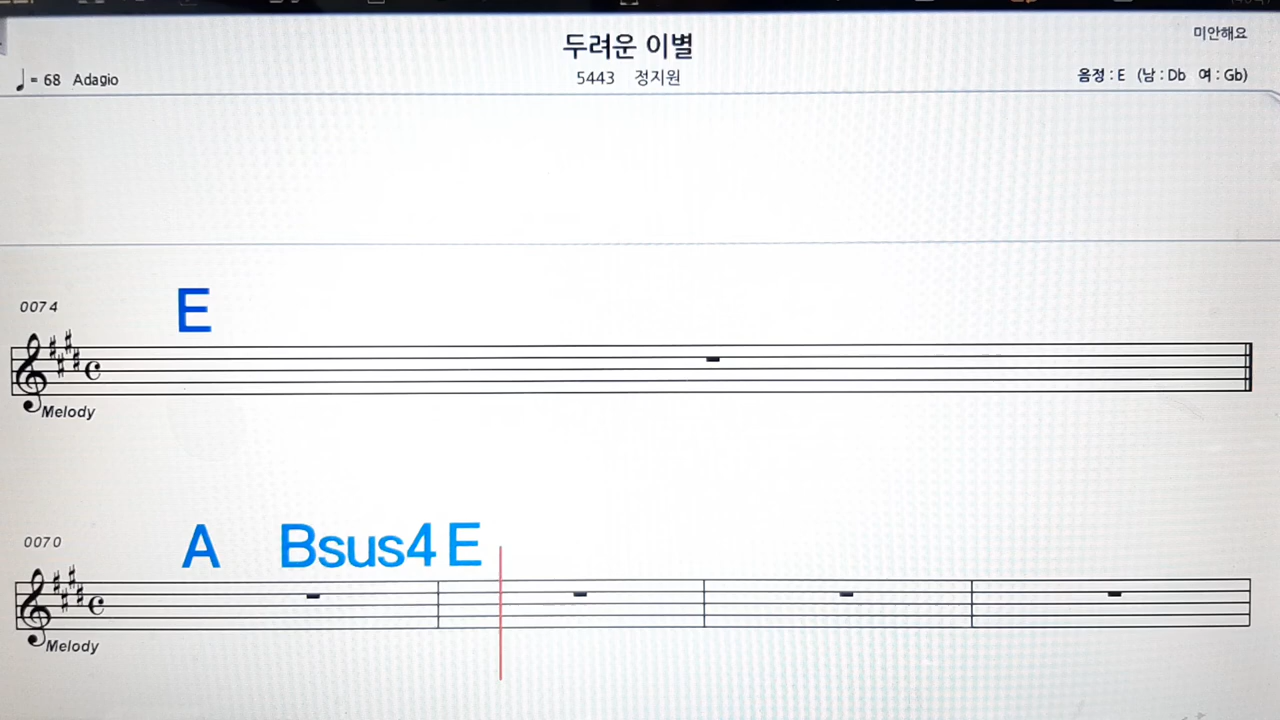 미안해요
두려운 이별
♩ = 68 Adagio
5443 정지원
음정 : E (남 : Db 여 : Gb)
E
0074
Melody
A Bsus4 E
0070
Melody